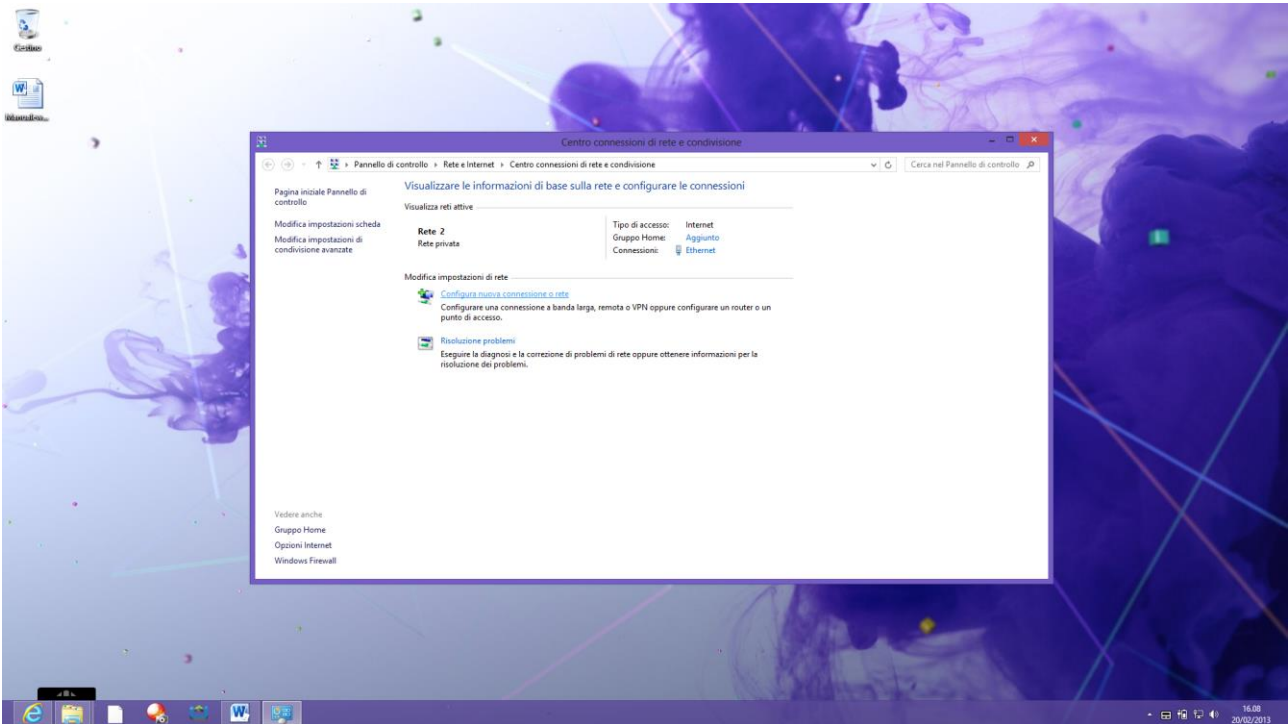 Cestino
Manuale w...
Centro connessioni di rete e condivisione
Pannello di controllo
Rete e Internet
Centro connessioni di rete e condivisione
Cerca nel Pannello di controllo
Pagina iniziale Pannello di
controllo
Modifica impostazioni scheda
Modifica impostazioni di
condivisione avanzate
Visualizzare le informazioni di base sulla rete e configurare le connessioni
Visualizza reti attive
Rete 2
Rete privata
Tipo di accesso: Internet
Gruppo Home: Aggiunto
Connessioni: Ethernet
Modifica impostazioni di rete
Configura nuova connessione o rete
Configurare una connessione a banda larga, remota o VPN oppure configurare un router o un
punto di accesso.
Risoluzione problemi
Eseguire la diagnosi e la correzione di problemi di rete oppure ottenere informazioni per la
risoluzione dei problemi.
Vedere anche
Gruppo Home
Opzioni Internet
Windows Firewall
16.08
20/02/2013